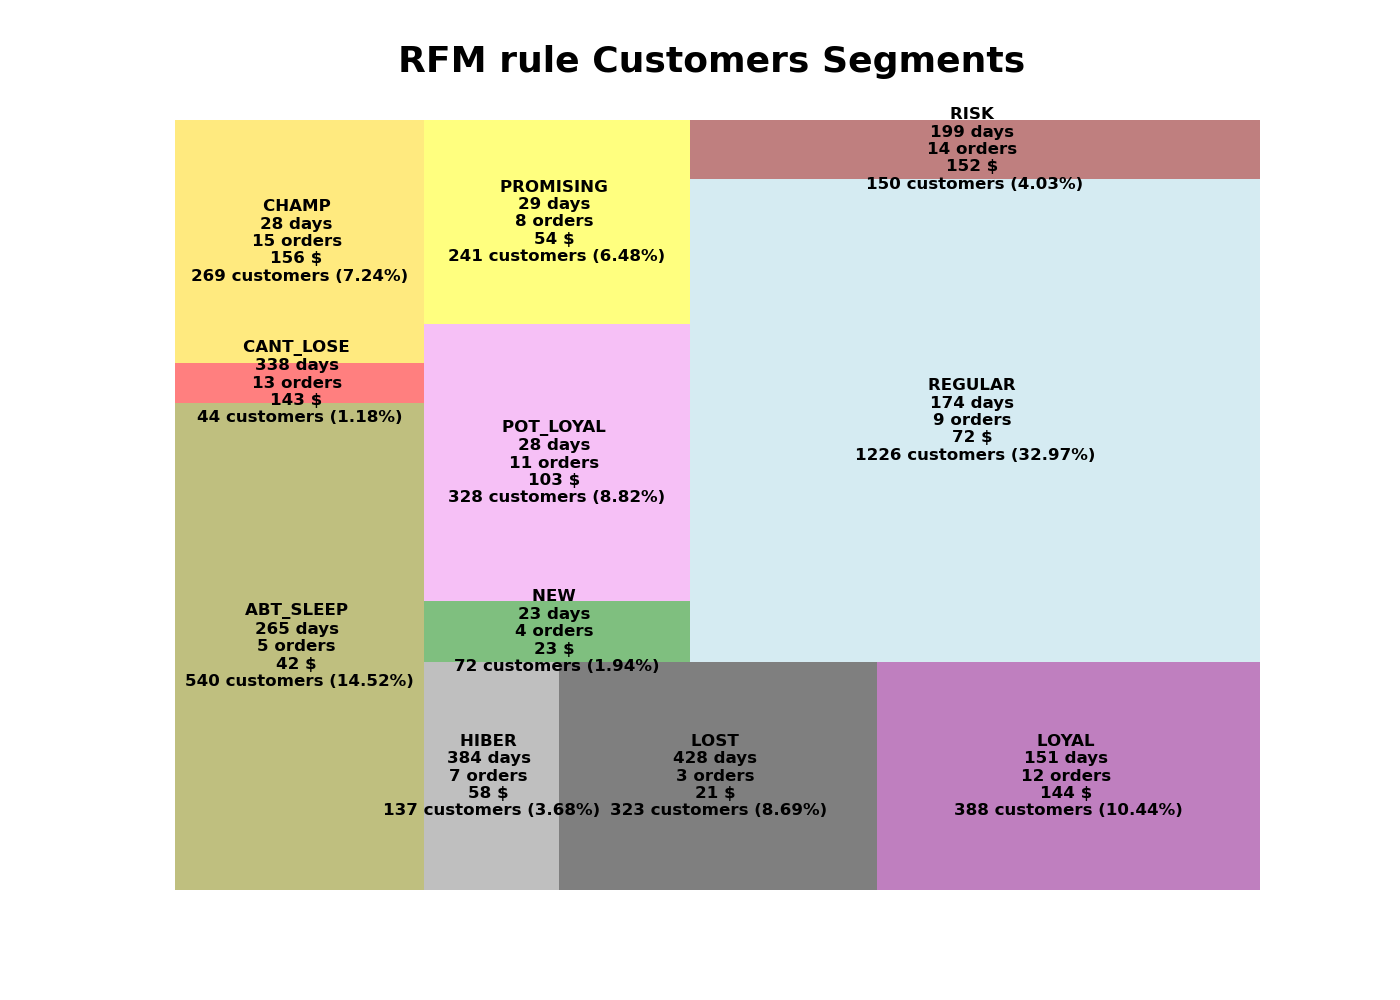 RFM rule Customers Segments
RISK
199 days
14 orders
152 $
150 customers (4.03%)
PROMISING
29 days
8 orders
54 $
241 customers (6.48%)
CHAMP
28 days
15 orders
156 $
269 customers (7.24%)
CANT_LOSE
338 days
13 orders
143 $
44 customers (1.18%)
REGULAR
174 days
9 orders
72 $
1226 customers (32.97%)
POT_LOYAL
28 days
11 orders
103 $
328 customers (8.82%)
NEW
23 days
4 orders
23 $
72 customers (1.94%)
ABT_SLEEP
265 days
5 orders
42 $
540 customers (14.52%)
HIBER
384 days
7 orders
58 $
137 customers (3.68%)
LOST
428 days
3 orders
21 $
323 customers (8.69%)
LOYAL
151 days
12 orders
144 $
388 customers (10.44%)